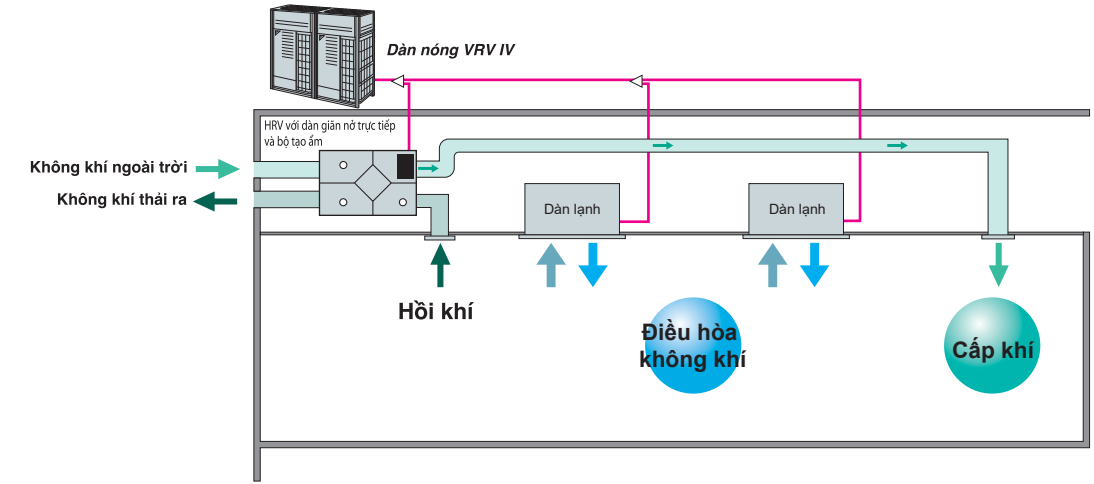 Dàn nóng VRV IV
HRV với dàn giãn nở trực tiếp
và bộ tạo ẩm
Không khí ngoài trời
Không khí thải ra
Dàn lạnh
Dàn lạnh
Hồi khí
Điều hòa
không khí
Cấp khí